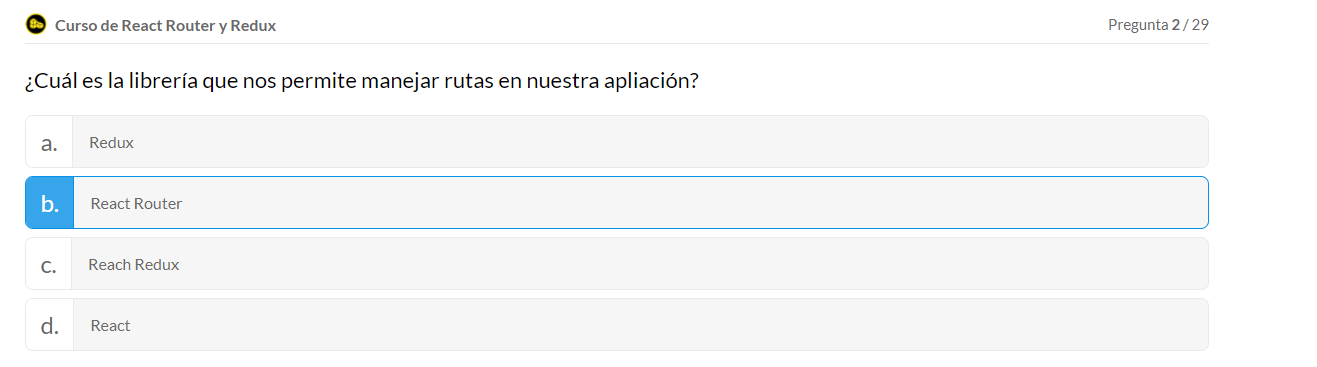 Curso de React Router y Redux
Pregunta 2 / 29
¿Cuál es la librería que nos permite manejar rutas en nuestra apliación?
a. Redux
b. React Router
c. Reach Redux
d. React